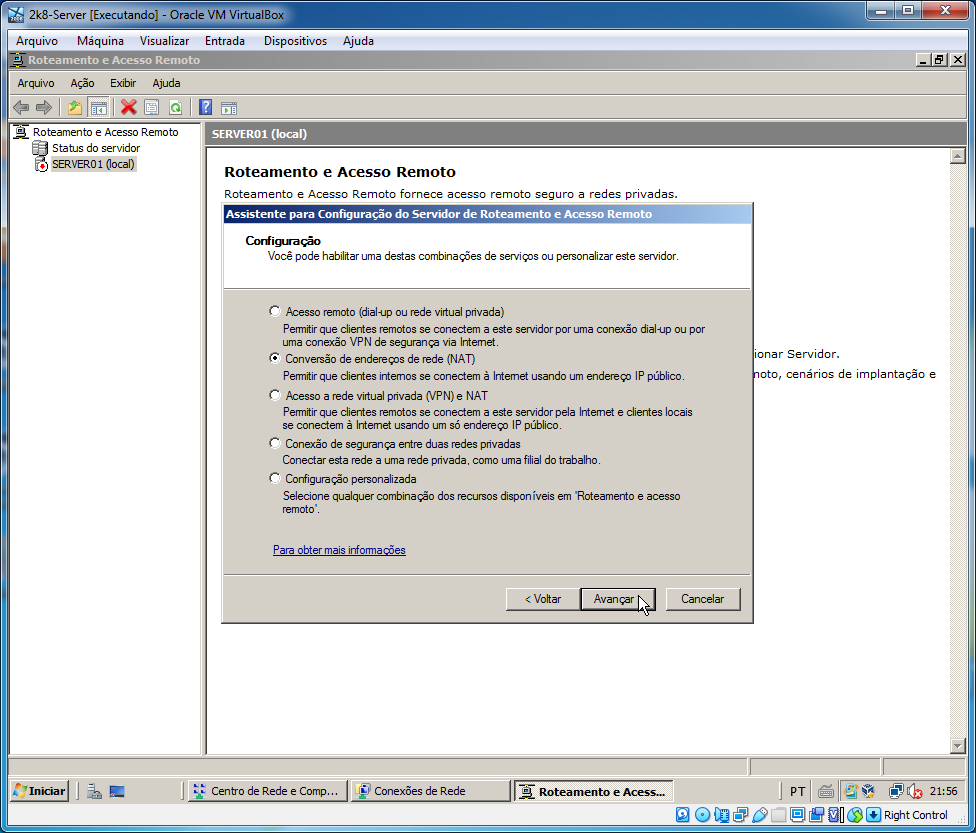 2k8-Server [Executando] - Oracle VM VirtualBox
Arquivo Máquina Visualizar Entrada Dispositivos Ajuda
Roteamento e Acesso Remoto
Arquivo Ação Exibir Ajuda
Roteamento e Acesso Remoto
Status do servidor
SERVER01 (local)
SERVER01 (local)
Roteamento e Acesso Remoto
Roteamento e Acesso Remoto fornece acesso remoto seguro a redes privadas.
ionar Servidor.
noto, cenários de implantação e
Assistente para Configuração do Servidor de Roteamento e Acesso Remoto
Configuração
Você pode habilitar uma destas combinações de serviços ou personalizar este servidor.
Acesso remoto (dial-up ou rede virtual privada)
Permitir que clientes remotos se conectem a este servidor por uma conexão dial-up ou por
uma conexão VPN de segurança via Internet.
Conversão de endereços de rede (NAT)
Permitir que clientes internos se conectem à Internet usando um endereço IP público.
Acesso a rede virtual privada (VPN) e NAT
Permitir que clientes remotos se conectem a este servidor pela Internet e clientes locais
se conectem à Internet usando um só endereço IP público.
Conexão de segurança entre duas redes privadas
Conectar esta rede a uma rede privada, como uma filial do trabalho.
Configuração personalizada
Selecione qualquer combinação dos recursos disponíveis em 'Roteamento e acesso
remoto'.
Para obter mais informações
< Voltar Avançar Cancelar
Iniciar Centro de Rede e Comp... Conexões de Rede Roteamento e Acess... PT 21:56
Right Control